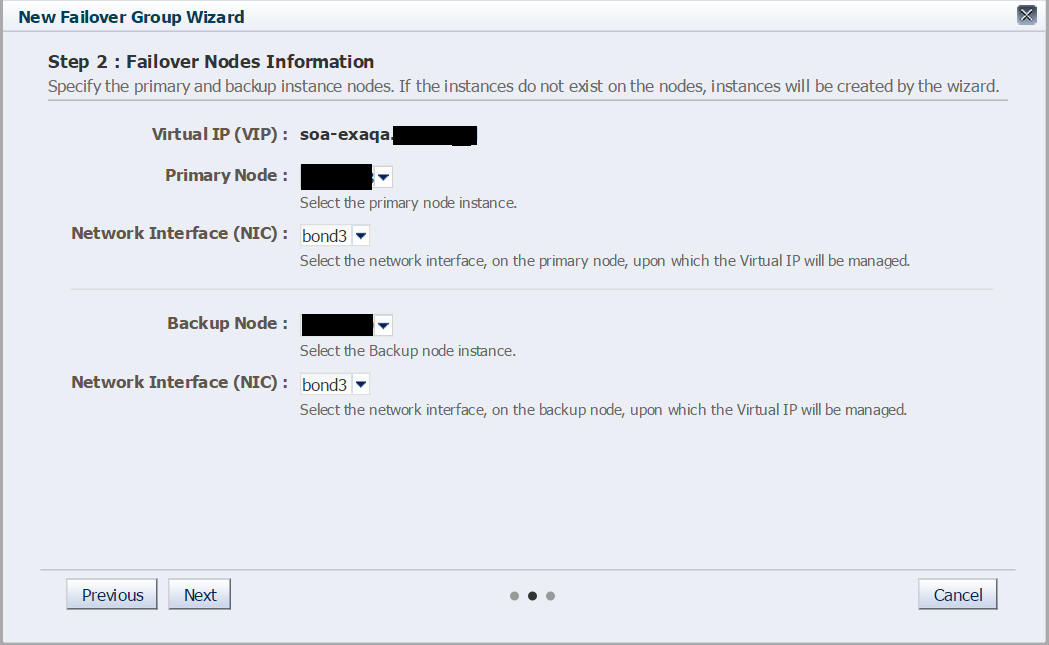 New Failover Group Wizard
Step 2 : Failover Nodes Information
Specify the primary and backup instance nodes. If the instances do not exist on the nodes, instances will be created by the wizard.
Virtual IP (VIP) : soa-exaqa.
Primary Node :
Select the primary node instance.
Network Interface (NIC) : bond3
Select the network interface, on the primary node, upon which the Virtual IP will be managed.
Backup Node :
Select the Backup node instance.
Network Interface (NIC) : bond3
Select the network interface, on the backup node, upon which the Virtual IP will be managed.
Previous Next Cancel